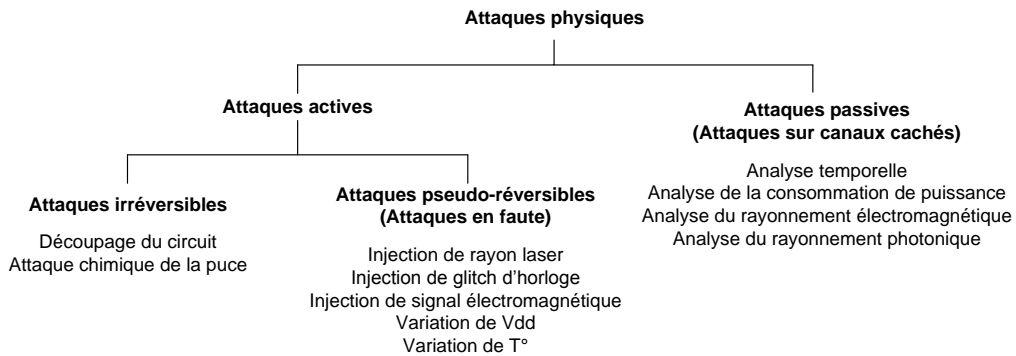 Attaques physiques
Attaques actives
Attaques irréversibles
Découpage du circuit
Attaque chimique de la puce
Attaques pseudo-réversibles
(Attaques en faute)
Injection de rayon laser
Injection de glitch d’horloge
Injection de signal électromagnétique
Variation de Vdd
Variation de T°
Attaques passives
(Attaques sur canaux cachés)
Analyse temporelle
Analyse de la consommation de puissance
Analyse du rayonnement électromagnétique
Analyse du rayonnement photonique